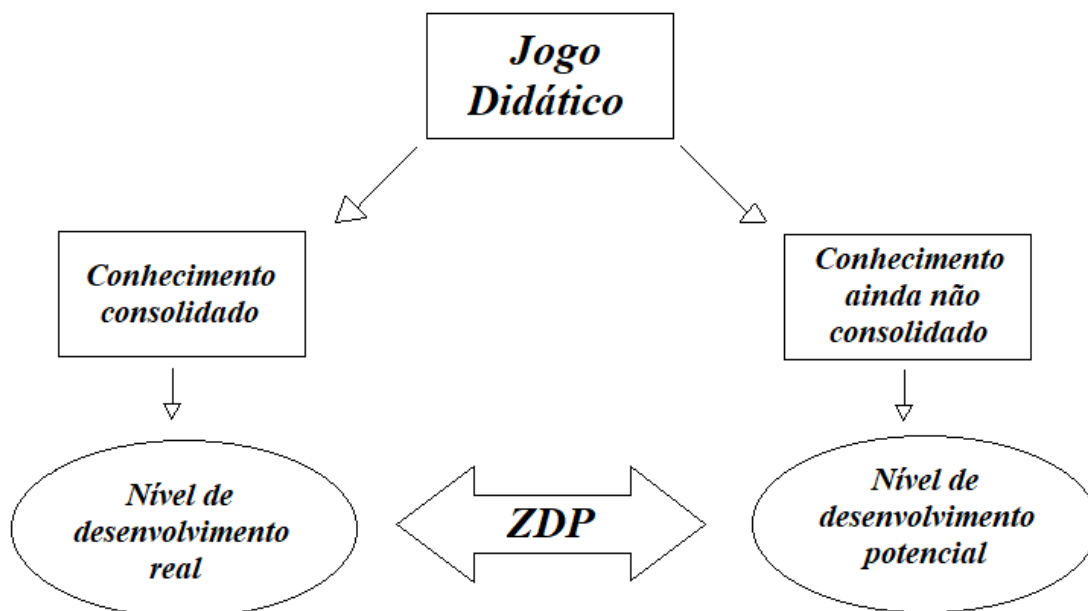 Jogo
Didático
Conhecimento
consolidado
Conhecimento
ainda não
consolidado
Nível de
desenvolvimento
real
ZDP
Nível de
desenvolvimento
potencial